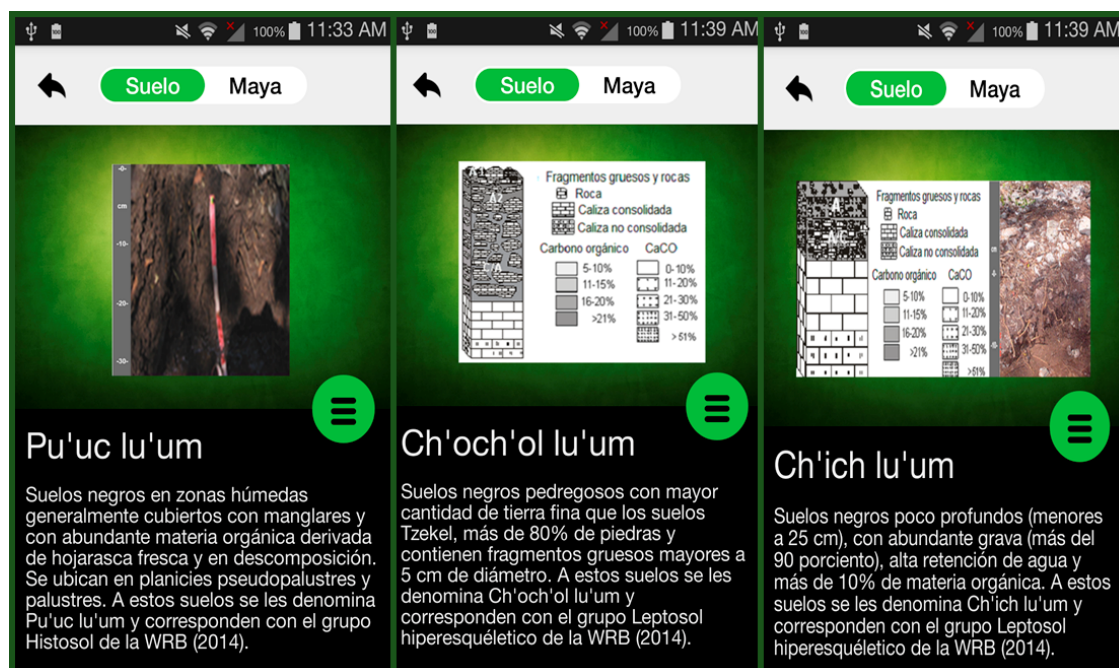 100% 11:33 AM
Suelo Maya
-0-
cm
-10-
-20-
-30-
Pu'uc lu'um
Suelos negros en zonas húmedas
generalmente cubiertos con manglares y
con abundante materia orgánica derivada
de hojarasca fresca y en descomposición.
Se ubican en planicies pseudopalustres y
palustres. A estos suelos se les denomina
Pu'uc lu'um y corresponden con el grupo
Histosol de la WRB (2014).
100% 11:39 AM
Suelo Maya
A2
C/A
Fragmentos gruesos y rocas
Roca
Caliza consolidada
Caliza no consolidada
Carbono orgánico CaCO
5-10% 0-10%
11-15% 11-20%
16-20% 21-30%
>21% 31-50%
>51%
Ch'och'ol lu'um
Suelos negros pedregosos con mayor
cantidad de tierra fina que los suelos
Tzekel, más de 80% de piedras y
contienen fragmentos gruesos mayores a
5 cm de diámetro. A estos suelos se les
denomina Ch'och'ol lu'um y
corresponden con el grupo Leptosol
hiperesquéletico de la WRB (2014).
100% 11:39 AM
Suelo Maya
A
Fragmentos gruesos y rocas
Roca
Caliza consolidada
Caliza no consolidada
Carbono orgánico CaCO
5-10% 0-10%
11-15% 11-20%
16-20% 21-30%
>21% 31-50%
>51%
cm
Ch'ich lu'um
Suelos negros poco profundos (menores
a 25 cm), con abundante grava (más del
90 porciento), alta retención de agua y
más de 10% de materia orgánica. A estos
suelos se les denomina Ch'ich lu'um y
corresponden con el grupo Leptosol
hiperesquéletico de la WRB (2014).